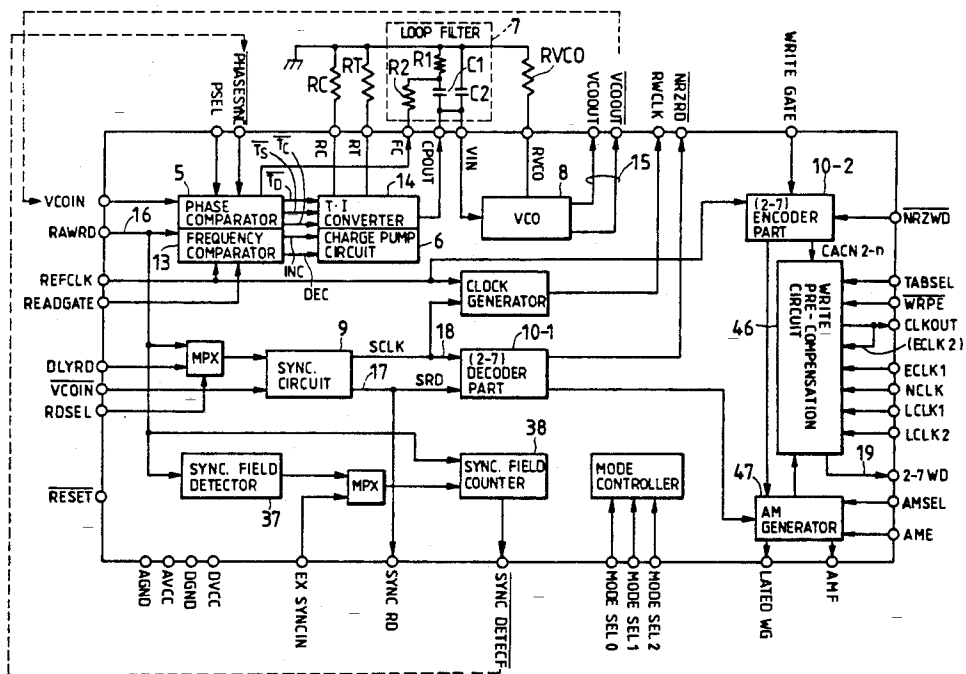 LOOP FILTER
7
R1
R2
C1
C2
RC
RT
RVCO
PSEL
PHASESYNC
VCOOUT
VCOOUT
RWCLK
NRZRD
WRITE GATE
TS
TC
TD
RC
RT
FC
CPOUT
VIN
RVCO
15
5
14
8
10-2
VCOIN
PHASE
COMPARATOR
T·I
CONVERTER
VCO
(2-7)
ENCODER
PART
NRZWD
RAWRD
16
FREQUENCY
COMPARATOR
CHARGE PUMP
CIRCUIT
6
13
INC
DEC
CACN 2-n
REFCLK
READGATE
CLOCK
GENERATOR
46
WRITE
PRE-COMPENSATION
CIRCUIT
TABSEL
WRPE
CLKOUT
(ECLK2)
ECLK1
NCLK
LCLK1
LCLK2
9
SCLK
18
10-1
MPX
SYNC.
CIRCUIT
(2-7)
DECODER
PART
DLYRD
VCOIN
RDSEL
17
SRD
38
19
2-7 WD
SYNC. FIELD
DETECTOR
MPX
SYNC. FIELD
COUNTER
MODE
CONTROLLER
47
AM
GENERATOR
AMSEL
AME
RESET
37
AGND
AVCC
DGND
DVCC
EX SYNCIN
SYNC RD
SYNC DETECF
MODE SEL 0
MODE SEL 1
MODE SEL 2
LATED WG
AMF